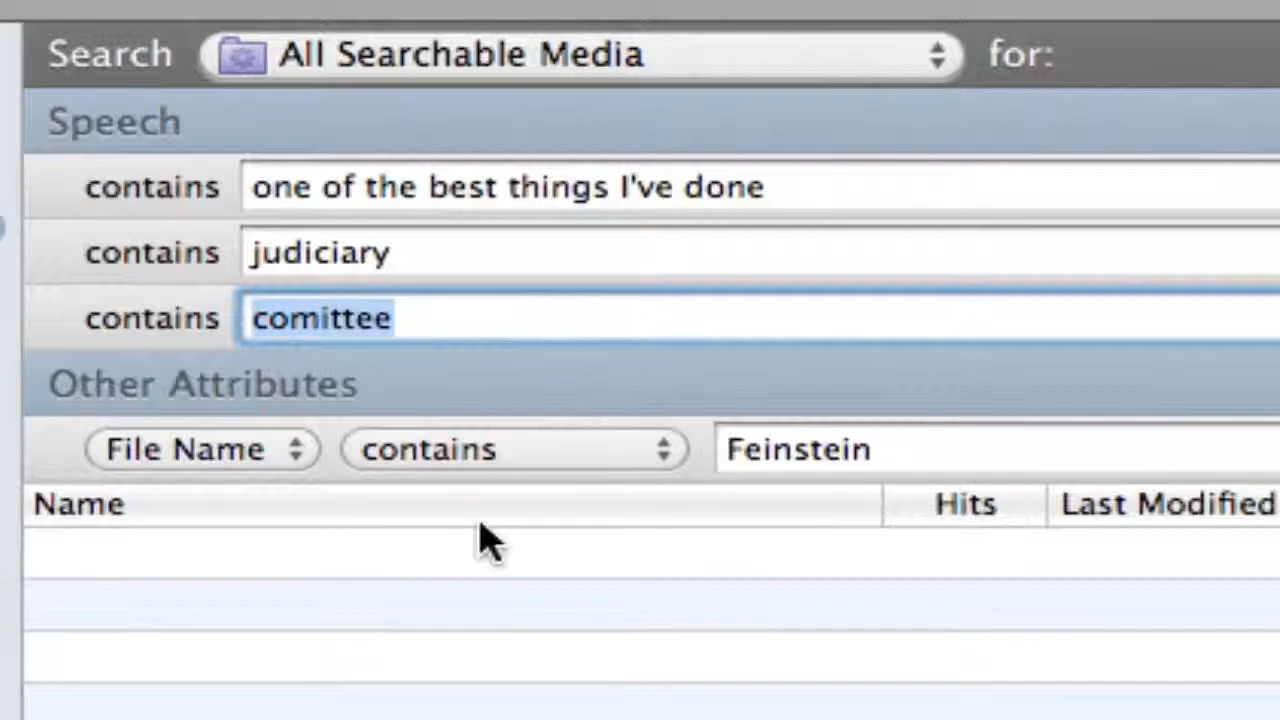 Search All Searchable Media for:
Speech
contains one of the best things I've done
contains judiciary
contains comittee
Other Attributes
File Name contains Feinstein
Name Hits Last Modified